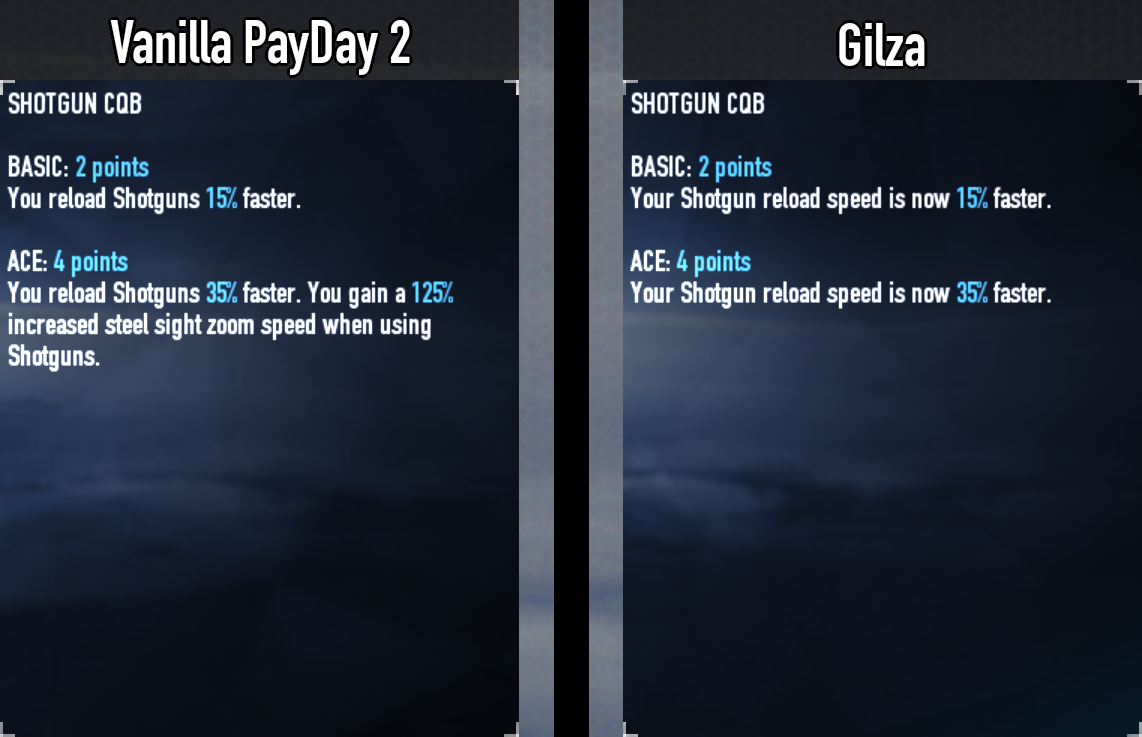 Vanilla PayDay 2
SHOTGUN CQB
BASIC: 2 points
You reload Shotguns 15% faster.
ACE: 4 points
You reload Shotguns 35% faster. You gain a 125%
increased steel sight zoom speed when using
Shotguns.
Gilza
SHOTGUN CQB
BASIC: 2 points
Your Shotgun reload speed is now 15% faster.
ACE: 4 points
Your Shotgun reload speed is now 35% faster.